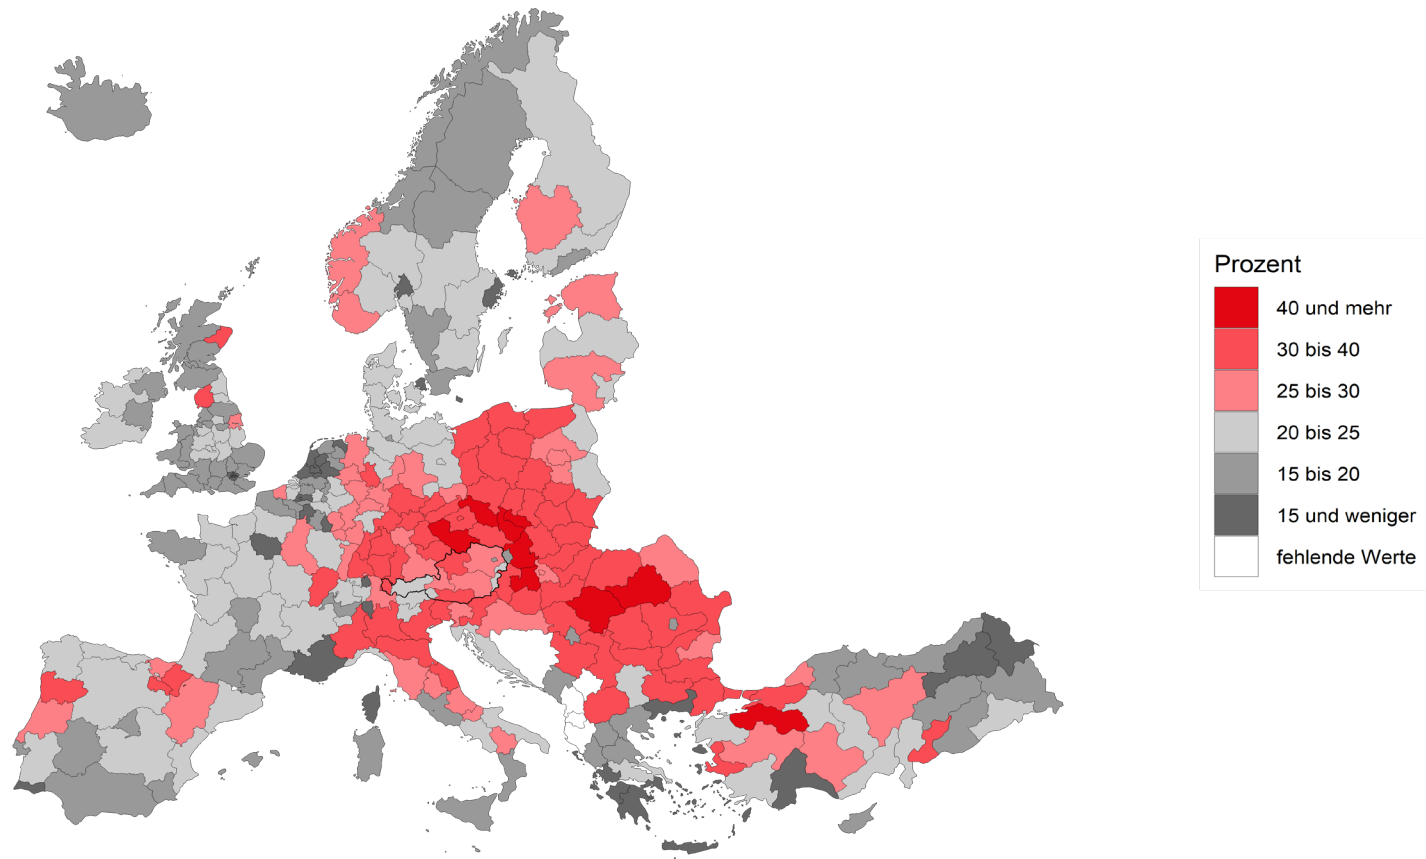 Prozent
40 und mehr
30 bis 40
25 bis 30
20 bis 25
15 bis 20
15 und weniger
fehlende Werte